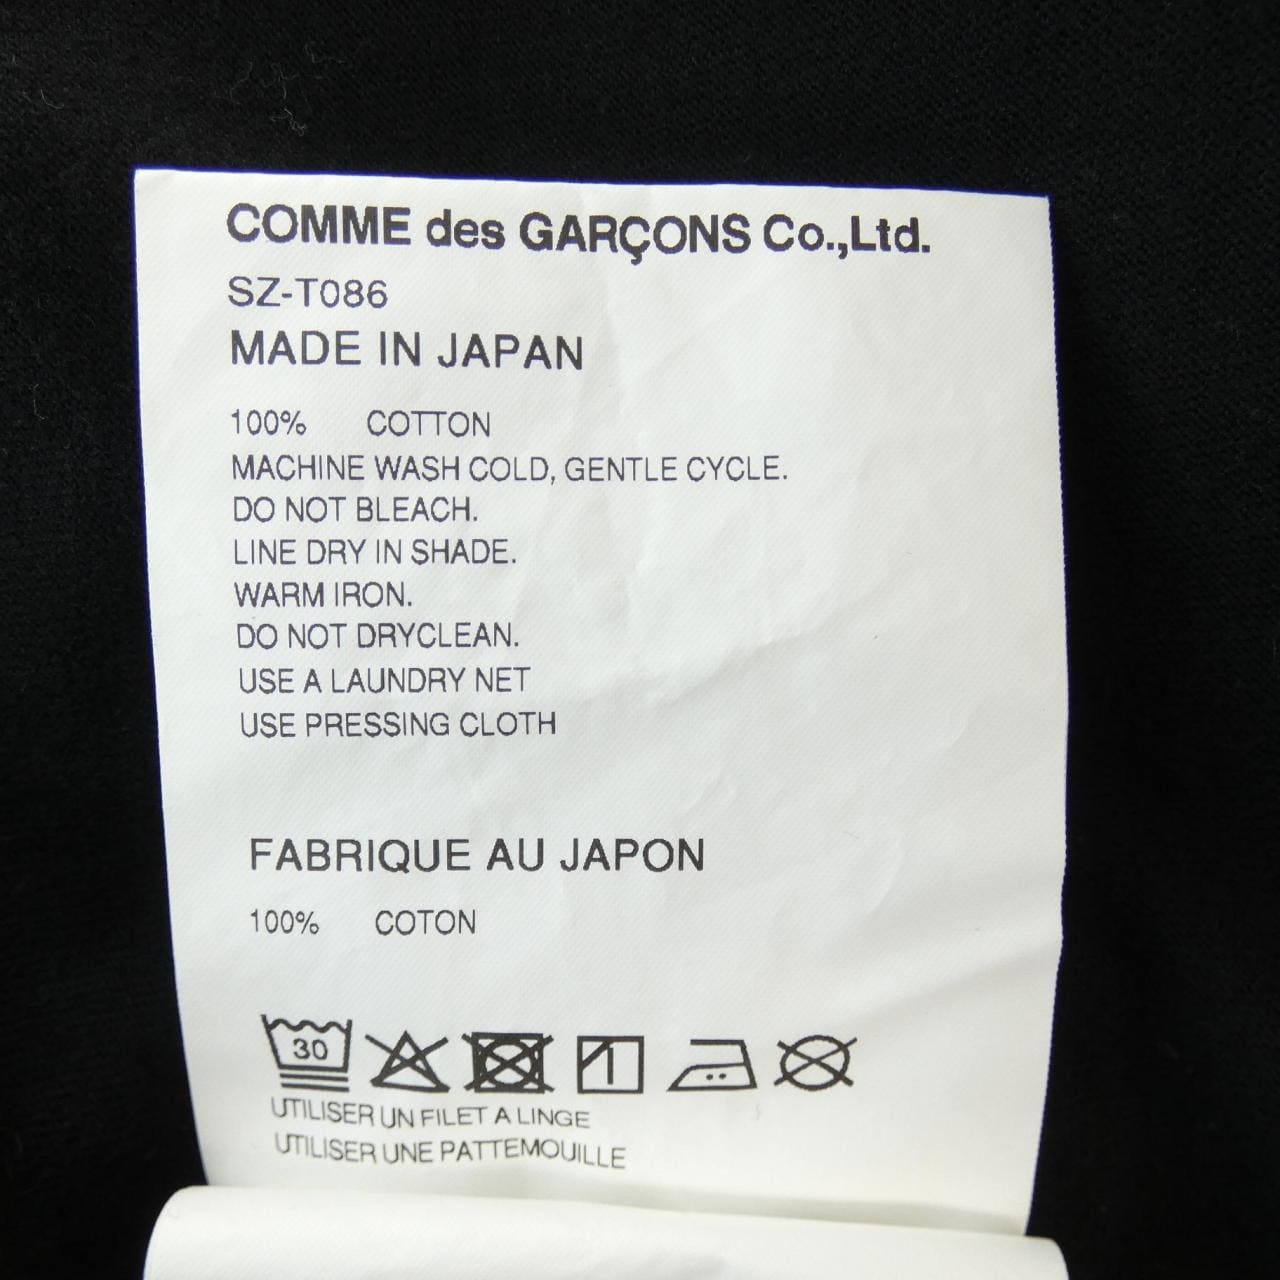 COMME des GARÇONS Co.,Ltd.
SZ-T086
MADE IN JAPAN
100% COTTON
MACHINE WASH COLD, GENTLE CYCLE.
DO NOT BLEACH.
LINE DRY IN SHADE.
WARM IRON.
DO NOT DRYCLEAN.
USE A LAUNDRY NET
USE PRESSING CLOTH
FABRIQUE AU JAPON
100% COTON
30
UTILISER UN FILET A LINGE
UTILISER UNE PATTEMOUILLE